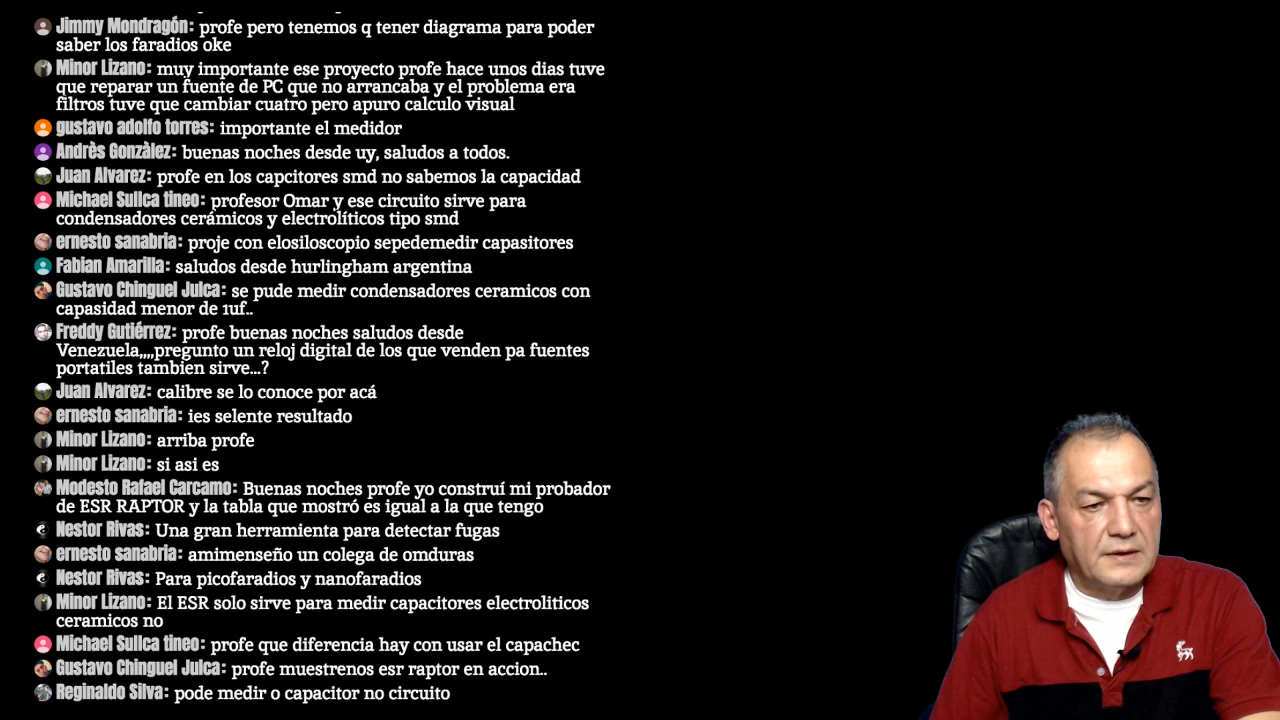 Jimmy Mondragón: profe pero tenemos q tener diagrama para poder
saber los faradios oke
Minor Lizano: muy importante ese proyecto profe hace unos dias tuve
que reparar un fuente de PC que no arrancaba y el problema era
filtros tuve que cambiar cuatro pero apuro calculo visual
gustavo adolfo torres: importante el medidor
Andrès Gonzàlez: buenas noches desde uy, saludos a todos.
Juan Alvarez: profe en los capcitores smd no sabemos la capacidad
Michael Sullca tineo: profesor Omar y ese circuito sirve para
condensadores cerámicos y electrolíticos tipo smd
ernesto sanabria: proje con elosiloscopio sepedemedir capasitores
Fabian Amarilla: saludos desde hurlingham argentina
Gustavo Chinguel Julca: se pude medir condensadores ceramicos con
capasidad menor de 1uf..
Freddy Gutiérrez: profe buenas noches saludos desde
Venezuela,,,,pregunto un reloj digital de los que venden pa fuentes
portatiles tambien sirve...?
Juan Alvarez: calibre se lo conoce por acá
ernesto sanabria: ies selente resultado
Minor Lizano: arriba profe
Minor Lizano: si asi es
Modesto Rafael Carcamo: Buenas noches profe yo construí mi probador
de ESR RAPTOR y la tabla que mostró es igual a la que tengo
Nestor Rivas: Una gran herramienta para detectar fugas
ernesto sanabria: amimenseño un colega de omduras
Nestor Rivas: Para picofaradios y nanofaradios
Minor Lizano: El ESR solo sirve para medir capacitores electroliticos
ceramicos no
Michael Sullca tineo: profe que diferencia hay con usar el capachec
Gustavo Chinguel Julca: profe muestrenos esr raptor en accion..
Reginaldo Silva: pode medir o capacitor no circuito